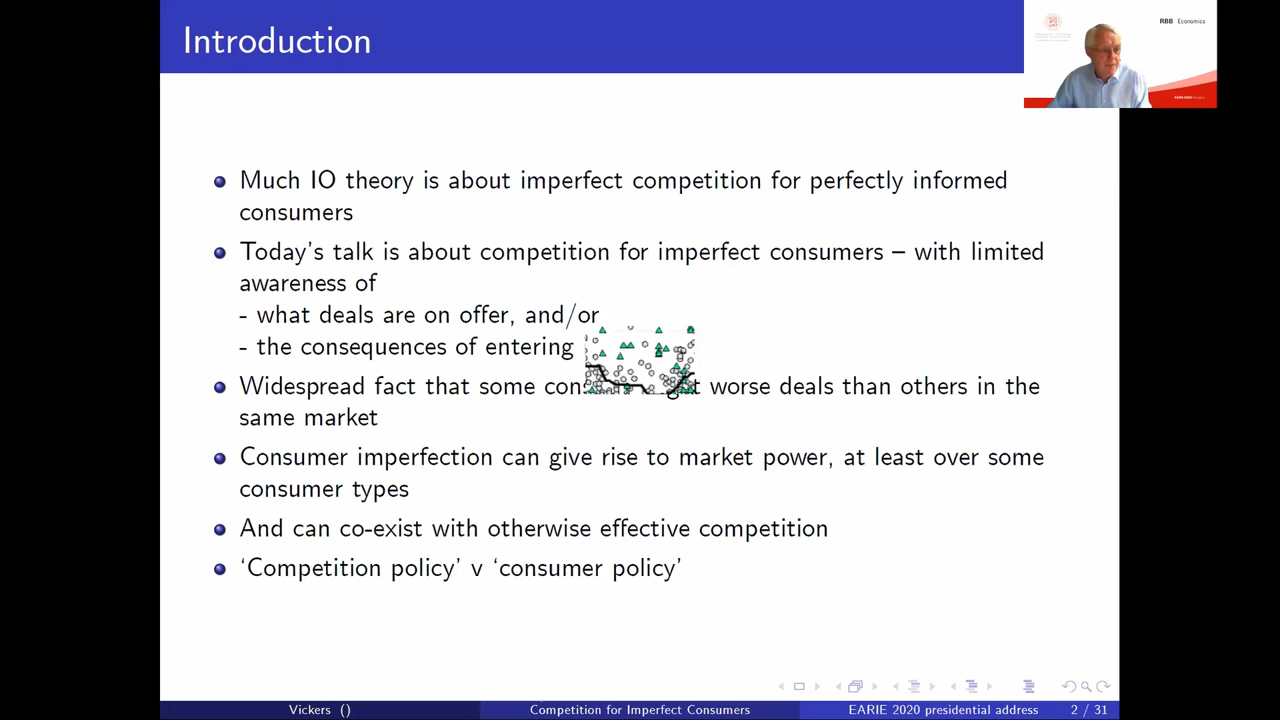 Introduction
RBB Economics
Much IO theory is about imperfect competition for perfectly informed
consumers
Today's talk is about competition for imperfect consumers – with limited
awareness of
- what deals are on offer, and/or
- the consequences of entering
Widespread fact that some worse deals than others in the
same market
Consumer imperfection can give rise to market power, at least over some
consumer types
And can co-exist with otherwise effective competition
‘Competition policy’ v ‘consumer policy’
Vickers ()
Competition for Imperfect Consumers
EARIE 2020 presidential address
2 / 31